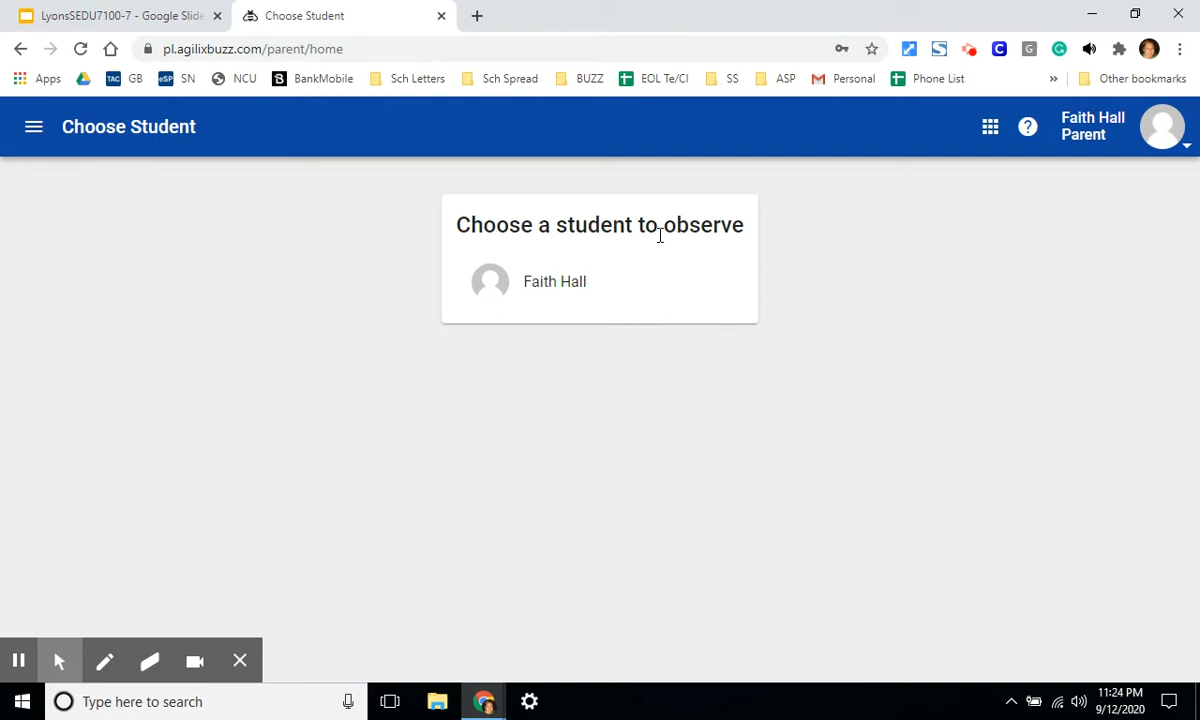 LyonsSEDU7100-7 - Google Slide
Choose Student
pl.agilixbuzz.com/parent/home
Apps
TAC GB
eSP SN
NCU
B BankMobile
Sch Letters
Sch Spread
BUZZ
EOL Te/CI
SS
ASP
Personal
Phone List
»
Other bookmarks
Choose Student
Faith Hall
Parent
Choose a student to observe
Faith Hall
Type here to search
11:24 PM
9/12/2020